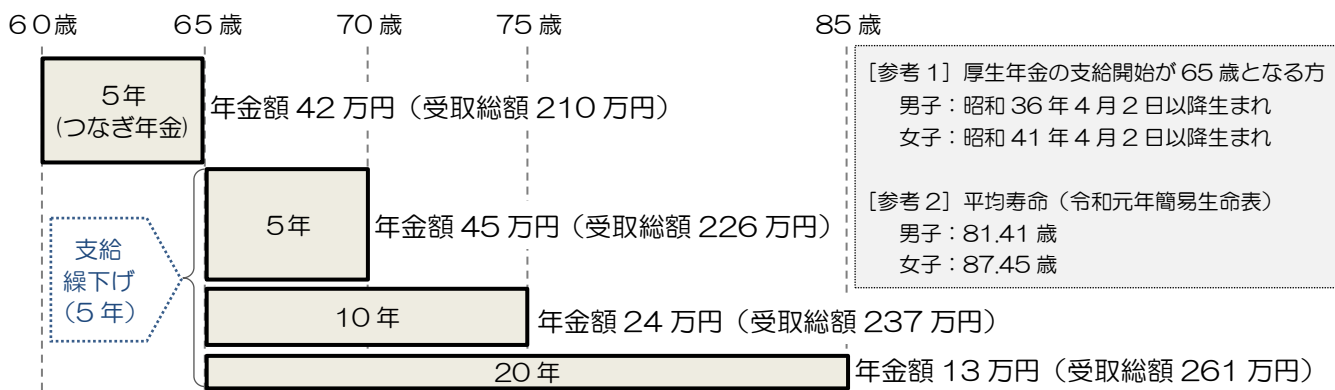 60歳
65歳
70歳
75歳
85歳
5年
(つなぎ年金)
年金額 42 万円（受取総額 210 万円）
[参考 1］厚生年金の支給開始が 65 歳となる方
男子：昭和 36 年 4 月 2 日以降生まれ
女子：昭和 41 年 4 月 2 日以降生まれ
[参考 2］平均寿命（令和元年簡易生命表）
男子：81.41 歳
女子：87.45 歳
支給
繰下げ
（5 年）
5年
年金額 45 万円（受取総額 226 万円）
10 年
年金額 24 万円（受取総額 237 万円）
20 年
年金額 13 万円（受取総額 261 万円）